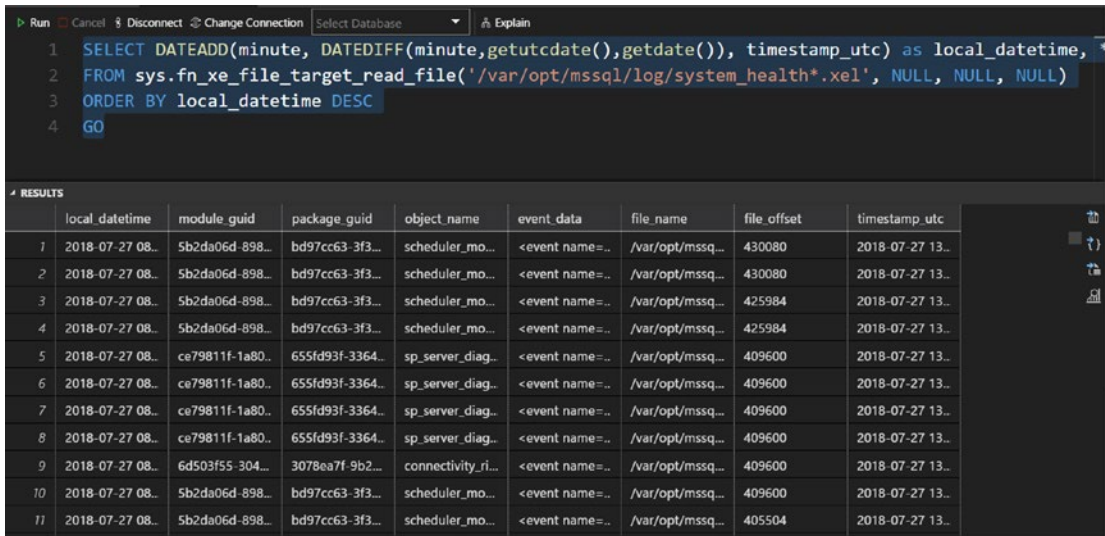 Run Cancel Disconnect Change Connection Select Database Explain
1 SELECT DATEADD(minute, DATEDIFF(minute,getutcdate(),getdate()), timestamp_utc) as local_datetime, *
2 FROM sys.fn_xe_file_target_read_file('/var/opt/mssql/log/system_health*.xel', NULL, NULL, NULL)
3 ORDER BY local_datetime DESC
4 GO
RESULTS
local_datetime module_guid package_guid object_name event_data file_name file_offset timestamp_utc
1 2018-07-27 08... 5b2da06d-898... bd97cc63-3f3... scheduler_mo... <event name=... /var/opt/mssq... 430080 2018-07-27 13...
2 2018-07-27 08... 5b2da06d-898... bd97cc63-3f3... scheduler_mo... <event name=... /var/opt/mssq... 430080 2018-07-27 13...
3 2018-07-27 08... 5b2da06d-898... bd97cc63-3f3... scheduler_mo... <event name=... /var/opt/mssq... 425984 2018-07-27 13...
4 2018-07-27 08... 5b2da06d-898... bd97cc63-3f3... scheduler_mo... <event name=... /var/opt/mssq... 425984 2018-07-27 13...
5 2018-07-27 08... ce79811f-1a80... 655fd93f-3364... sp_server_diag... <event name=... /var/opt/mssq... 409600 2018-07-27 13...
6 2018-07-27 08... ce79811f-1a80... 655fd93f-3364... sp_server_diag... <event name=... /var/opt/mssq... 409600 2018-07-27 13...
7 2018-07-27 08... ce79811f-1a80... 655fd93f-3364... sp_server_diag... <event name=... /var/opt/mssq... 409600 2018-07-27 13...
8 2018-07-27 08... ce79811f-1a80... 655fd93f-3364... sp_server_diag... <event name=... /var/opt/mssq... 409600 2018-07-27 13...
9 2018-07-27 08... 6d503f55-304... 3078ea7f-9b2... connectivity_ri... <event name=... /var/opt/mssq... 409600 2018-07-27 13...
10 2018-07-27 08... 5b2da06d-898... bd97cc63-3f3... scheduler_mo... <event name=... /var/opt/mssq... 409600 2018-07-27 13...
11 2018-07-27 08... 5b2da06d-898... bd97cc63-3f3... scheduler_mo... <event name=... /var/opt/mssq... 405504 2018-07-27 13...